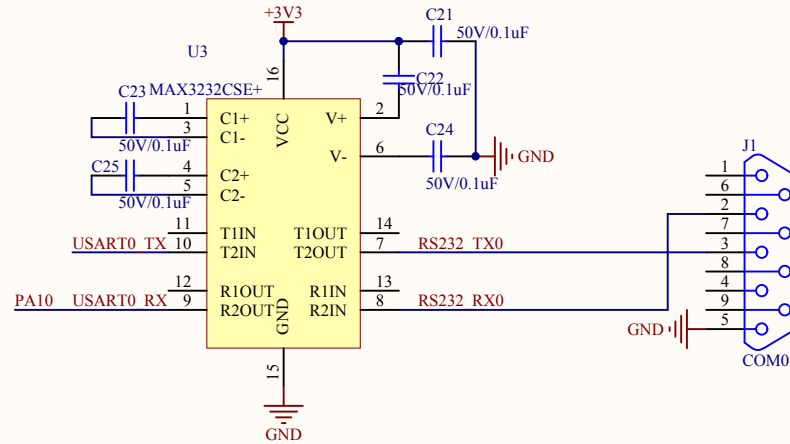 +3V3
C21
50V/0.1uF
U3
C22
50V/0.1uF
MAX3232CSE+
16
VCC
C23
50V/0.1uF
1
C1+
3
C1-
V+
2
C24
50V/0.1uF
V-
6
GND
C25
50V/0.1uF
4
C2+
5
C2-
11
T1IN
T1OUT
14
USART0_TX
10
T2IN
T2OUT
7
RS232_TX0
12
R1OUT
R1IN
13
PA10
USART0_RX
9
R2OUT
R2IN
8
RS232_RX0
GND
15
GND
J1
1
6
2
7
3
8
4
9
5
GND
COM0